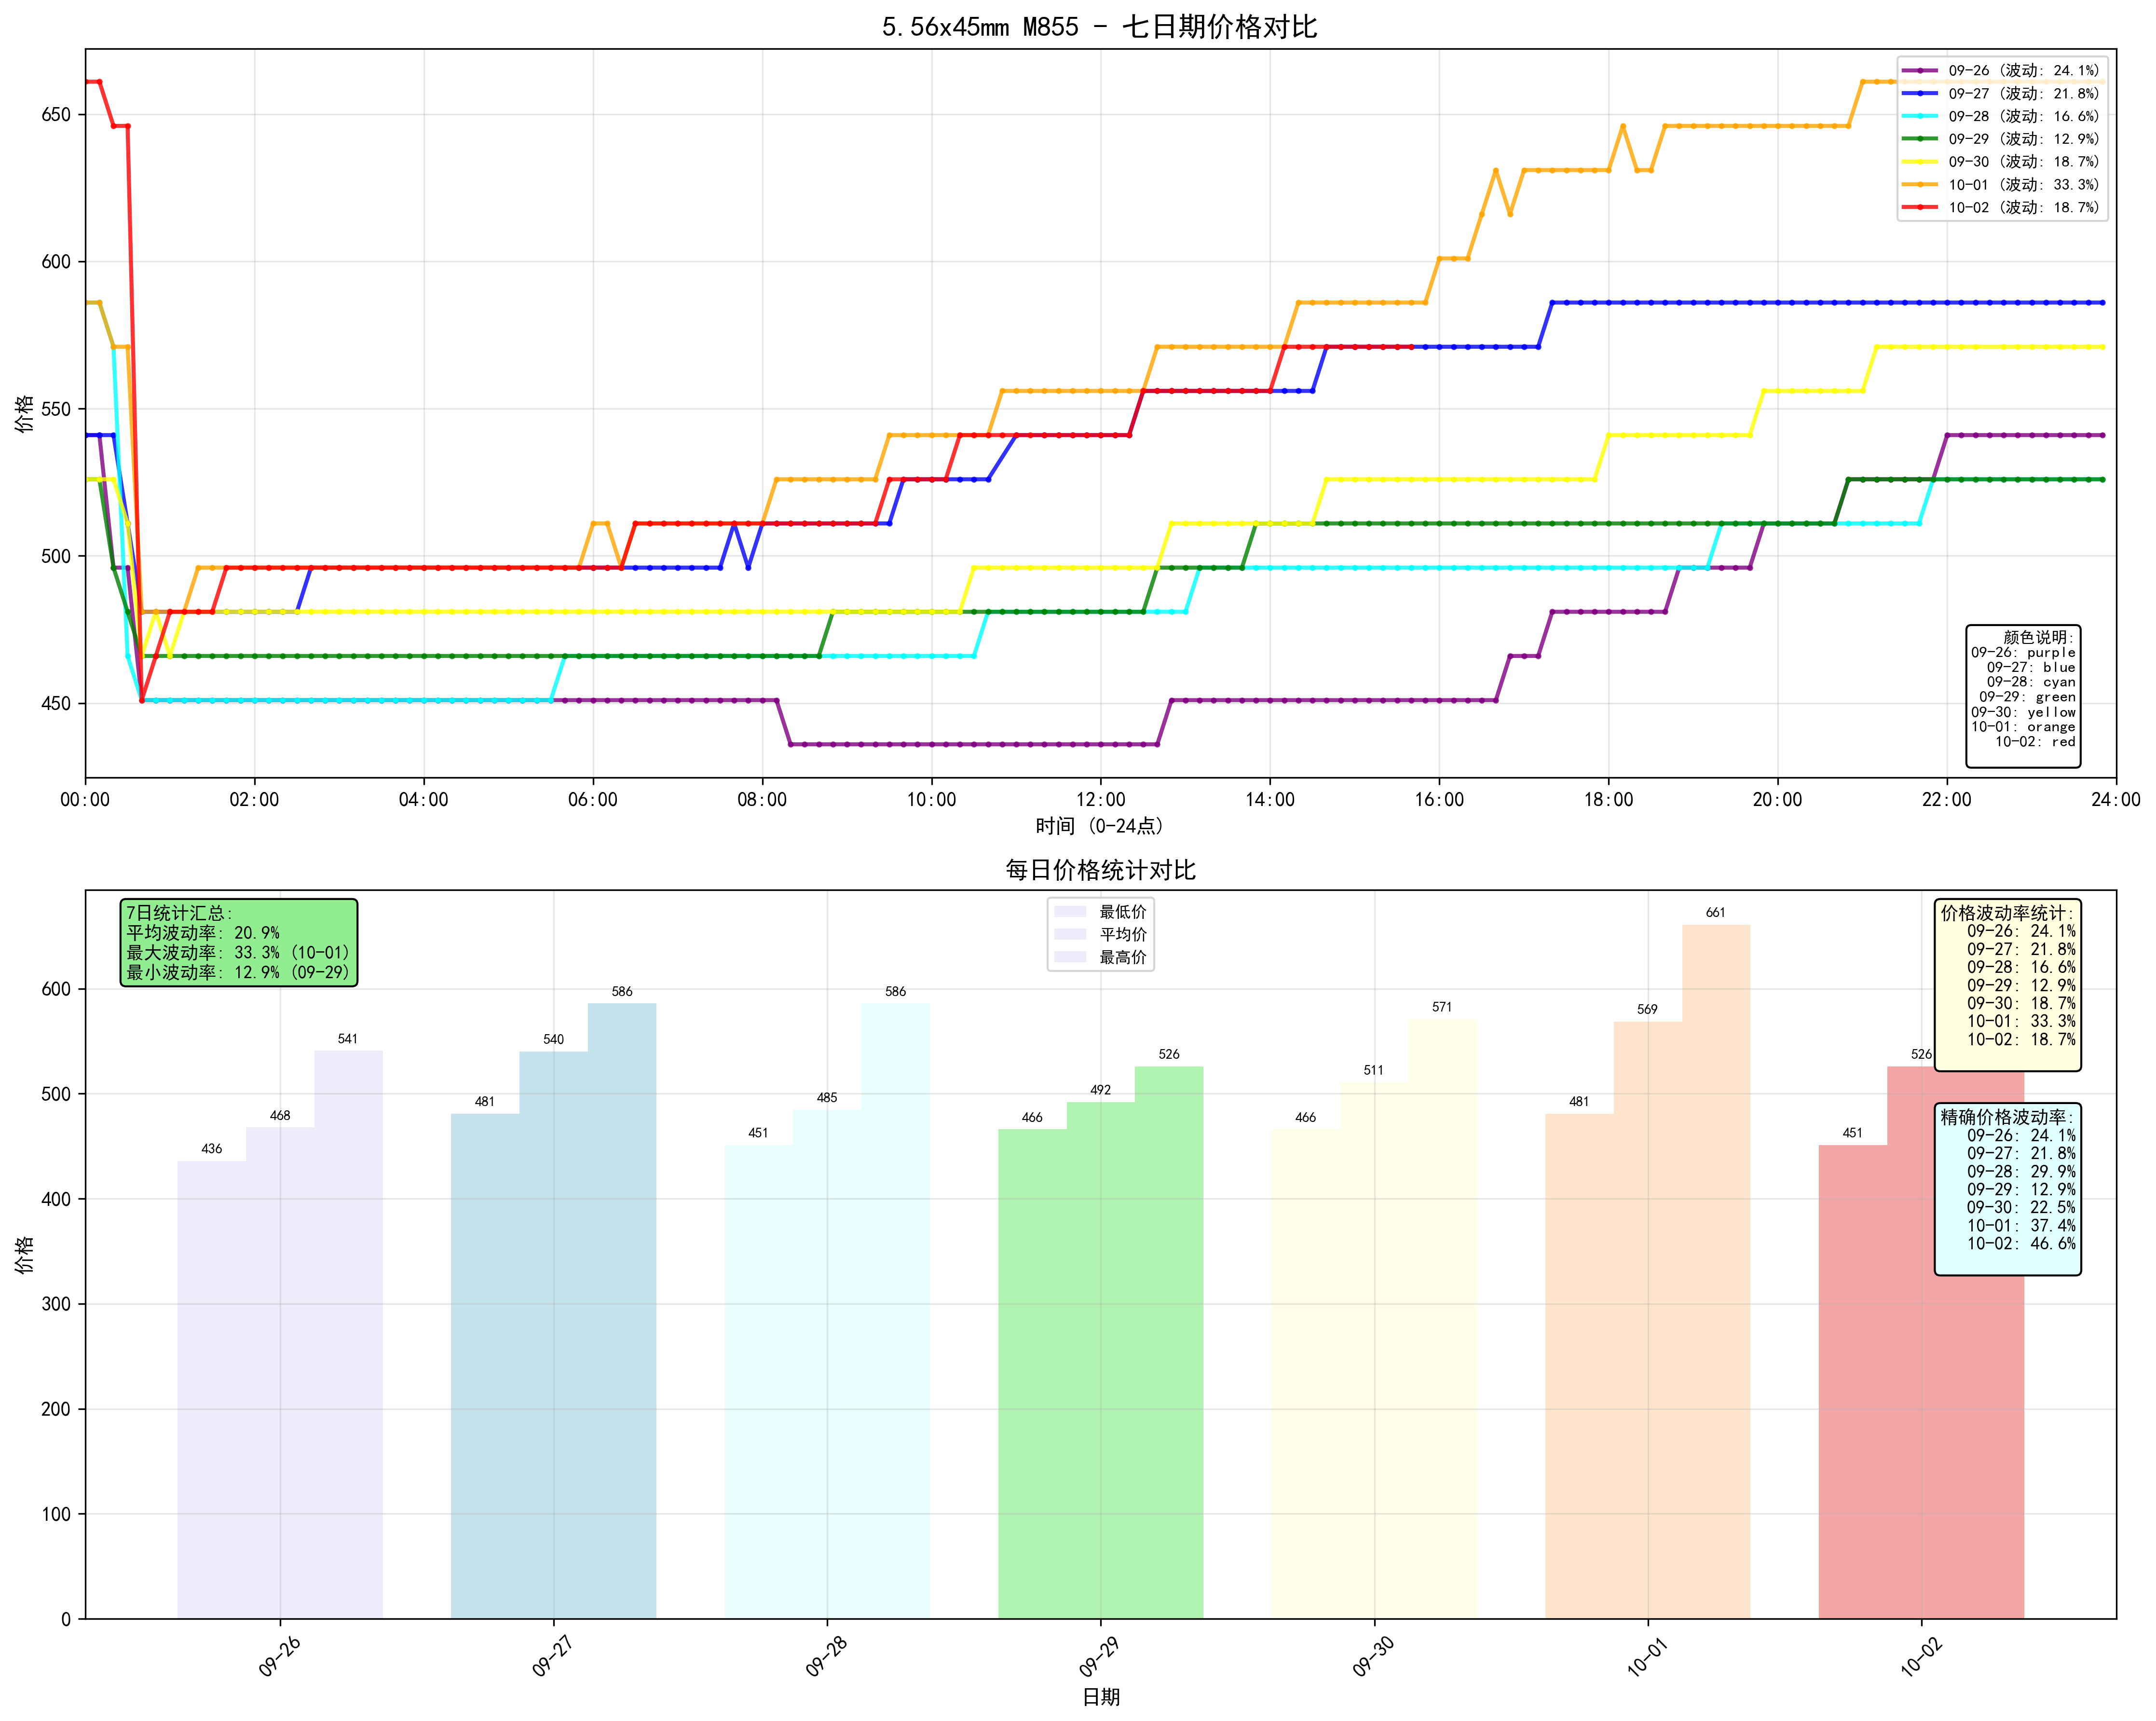 5.56x45mm M855 - 七日期价格对比
价格
650
600
550
500
450
09-26 (波动: 24.1%)
09-27 (波动: 21.8%)
09-28 (波动: 16.6%)
09-29 (波动: 12.9%)
09-30 (波动: 18.7%)
10-01 (波动: 33.3%)
10-02 (波动: 18.7%)
颜色说明:
09-26: purple
09-27: blue
09-28: cyan
09-29: green
09-30: yellow
10-01: orange
10-02: red
00:00 02:00 04:00 06:00 08:00 10:00 12:00 14:00 16:00 18:00 20:00 22:00 24:00
时间 (0-24点)
每日价格统计对比
7日统计汇总:
平均波动率: 20.9%
最大波动率: 33.3% (10-01)
最小波动率: 12.9% (09-29)
最低价
平均价
最高价
价格波动率统计:
09-26: 24.1%
09-27: 21.8%
09-28: 16.6%
09-29: 12.9%
09-30: 18.7%
10-01: 33.3%
10-02: 18.7%
精确价格波动率:
09-26: 24.1%
09-27: 21.8%
09-28: 29.9%
09-29: 12.9%
09-30: 22.5%
10-01: 37.4%
10-02: 46.6%
价格
600
500
400
300
200
100
0
436 468 541
481 540 586
451 485 586
466 492 526
466 511 571
481 569 661
451 526
09-26 09-27 09-28 09-29 09-30 10-01 10-02
日期